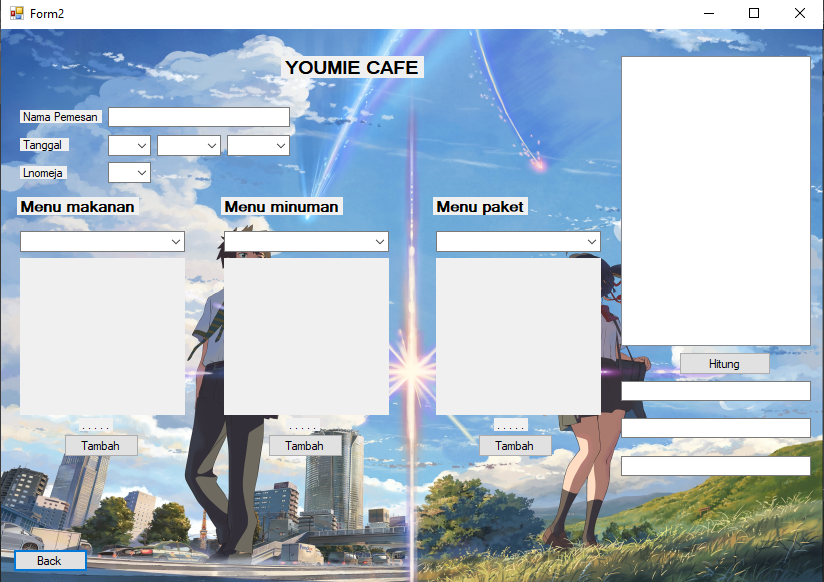 Form2
YOUMIE CAFE
Nama Pemesan
Tanggal
Lnomeja
Menu makanan
Menu minuman
Menu paket
. . . . .
. . . . .
. . . . .
Tambah
Tambah
Tambah
Hitung
Back